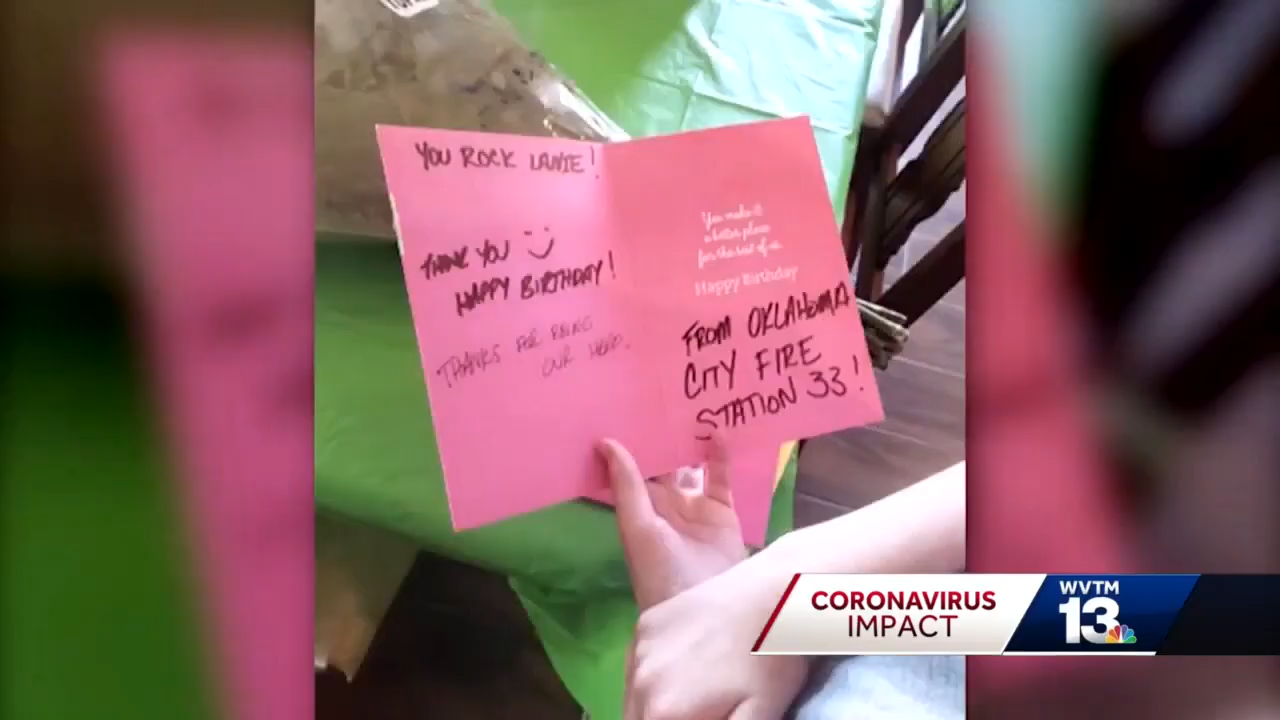 YOU ROCK LANIE!
THANK YOU
HAPPY BIRTHDAY!
THANKS FOR BEING
OUR HERO.
You make it
a better place
for the rest of us.
Happy Birthday
FROM OKLAHOMA
CITY FIRE
STATION 33!
CORONAVIRUS
IMPACT
WVTM
13